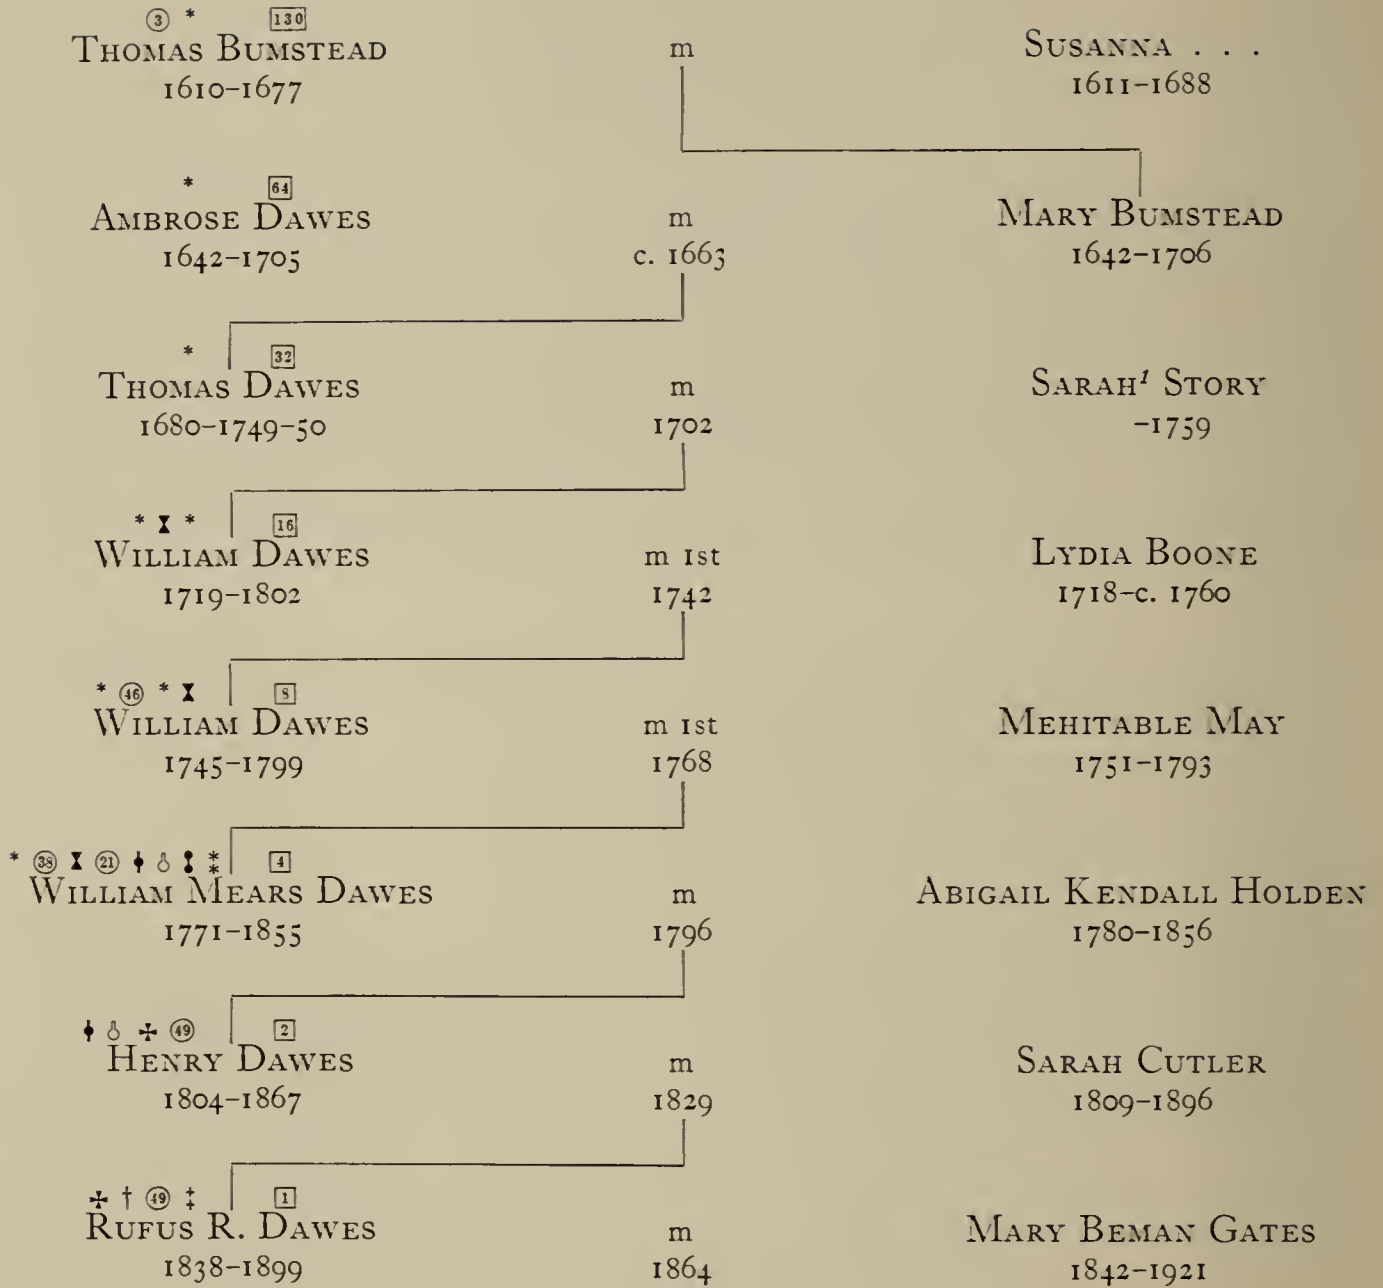 ③ * 130
THOMAS BUMSTEAD m SUSANNA . . .
1610–1677 1611–1688
* 64
AMBROSE DAWES m MARY BUMSTEAD
1642–1705 c. 1663 1642–1706
* 32
THOMAS DAWES m SARAH¹ STORY
1680–1749–50 1702 –1759
* * 16
WILLIAM DAWES m 1st LYDIA BOONE
1719–1802 1742 1718–c. 1760
* 46 * 8
WILLIAM DAWES m 1st MEHITABLE MAY
1745–1799 1768 1751–1793
* 38 21 ⁑ 4
WILLIAM MEARS DAWES m ABIGAIL KENDALL HOLDEN
1771–1855 1796 1780–1856
49 2
HENRY DAWES m SARAH CUTLER
1804–1867 1829 1809–1896
† 49 ‡ 1
RUFUS R. DAWES m MARY BEMAN GATES
1838–1899 1864 1842–1921